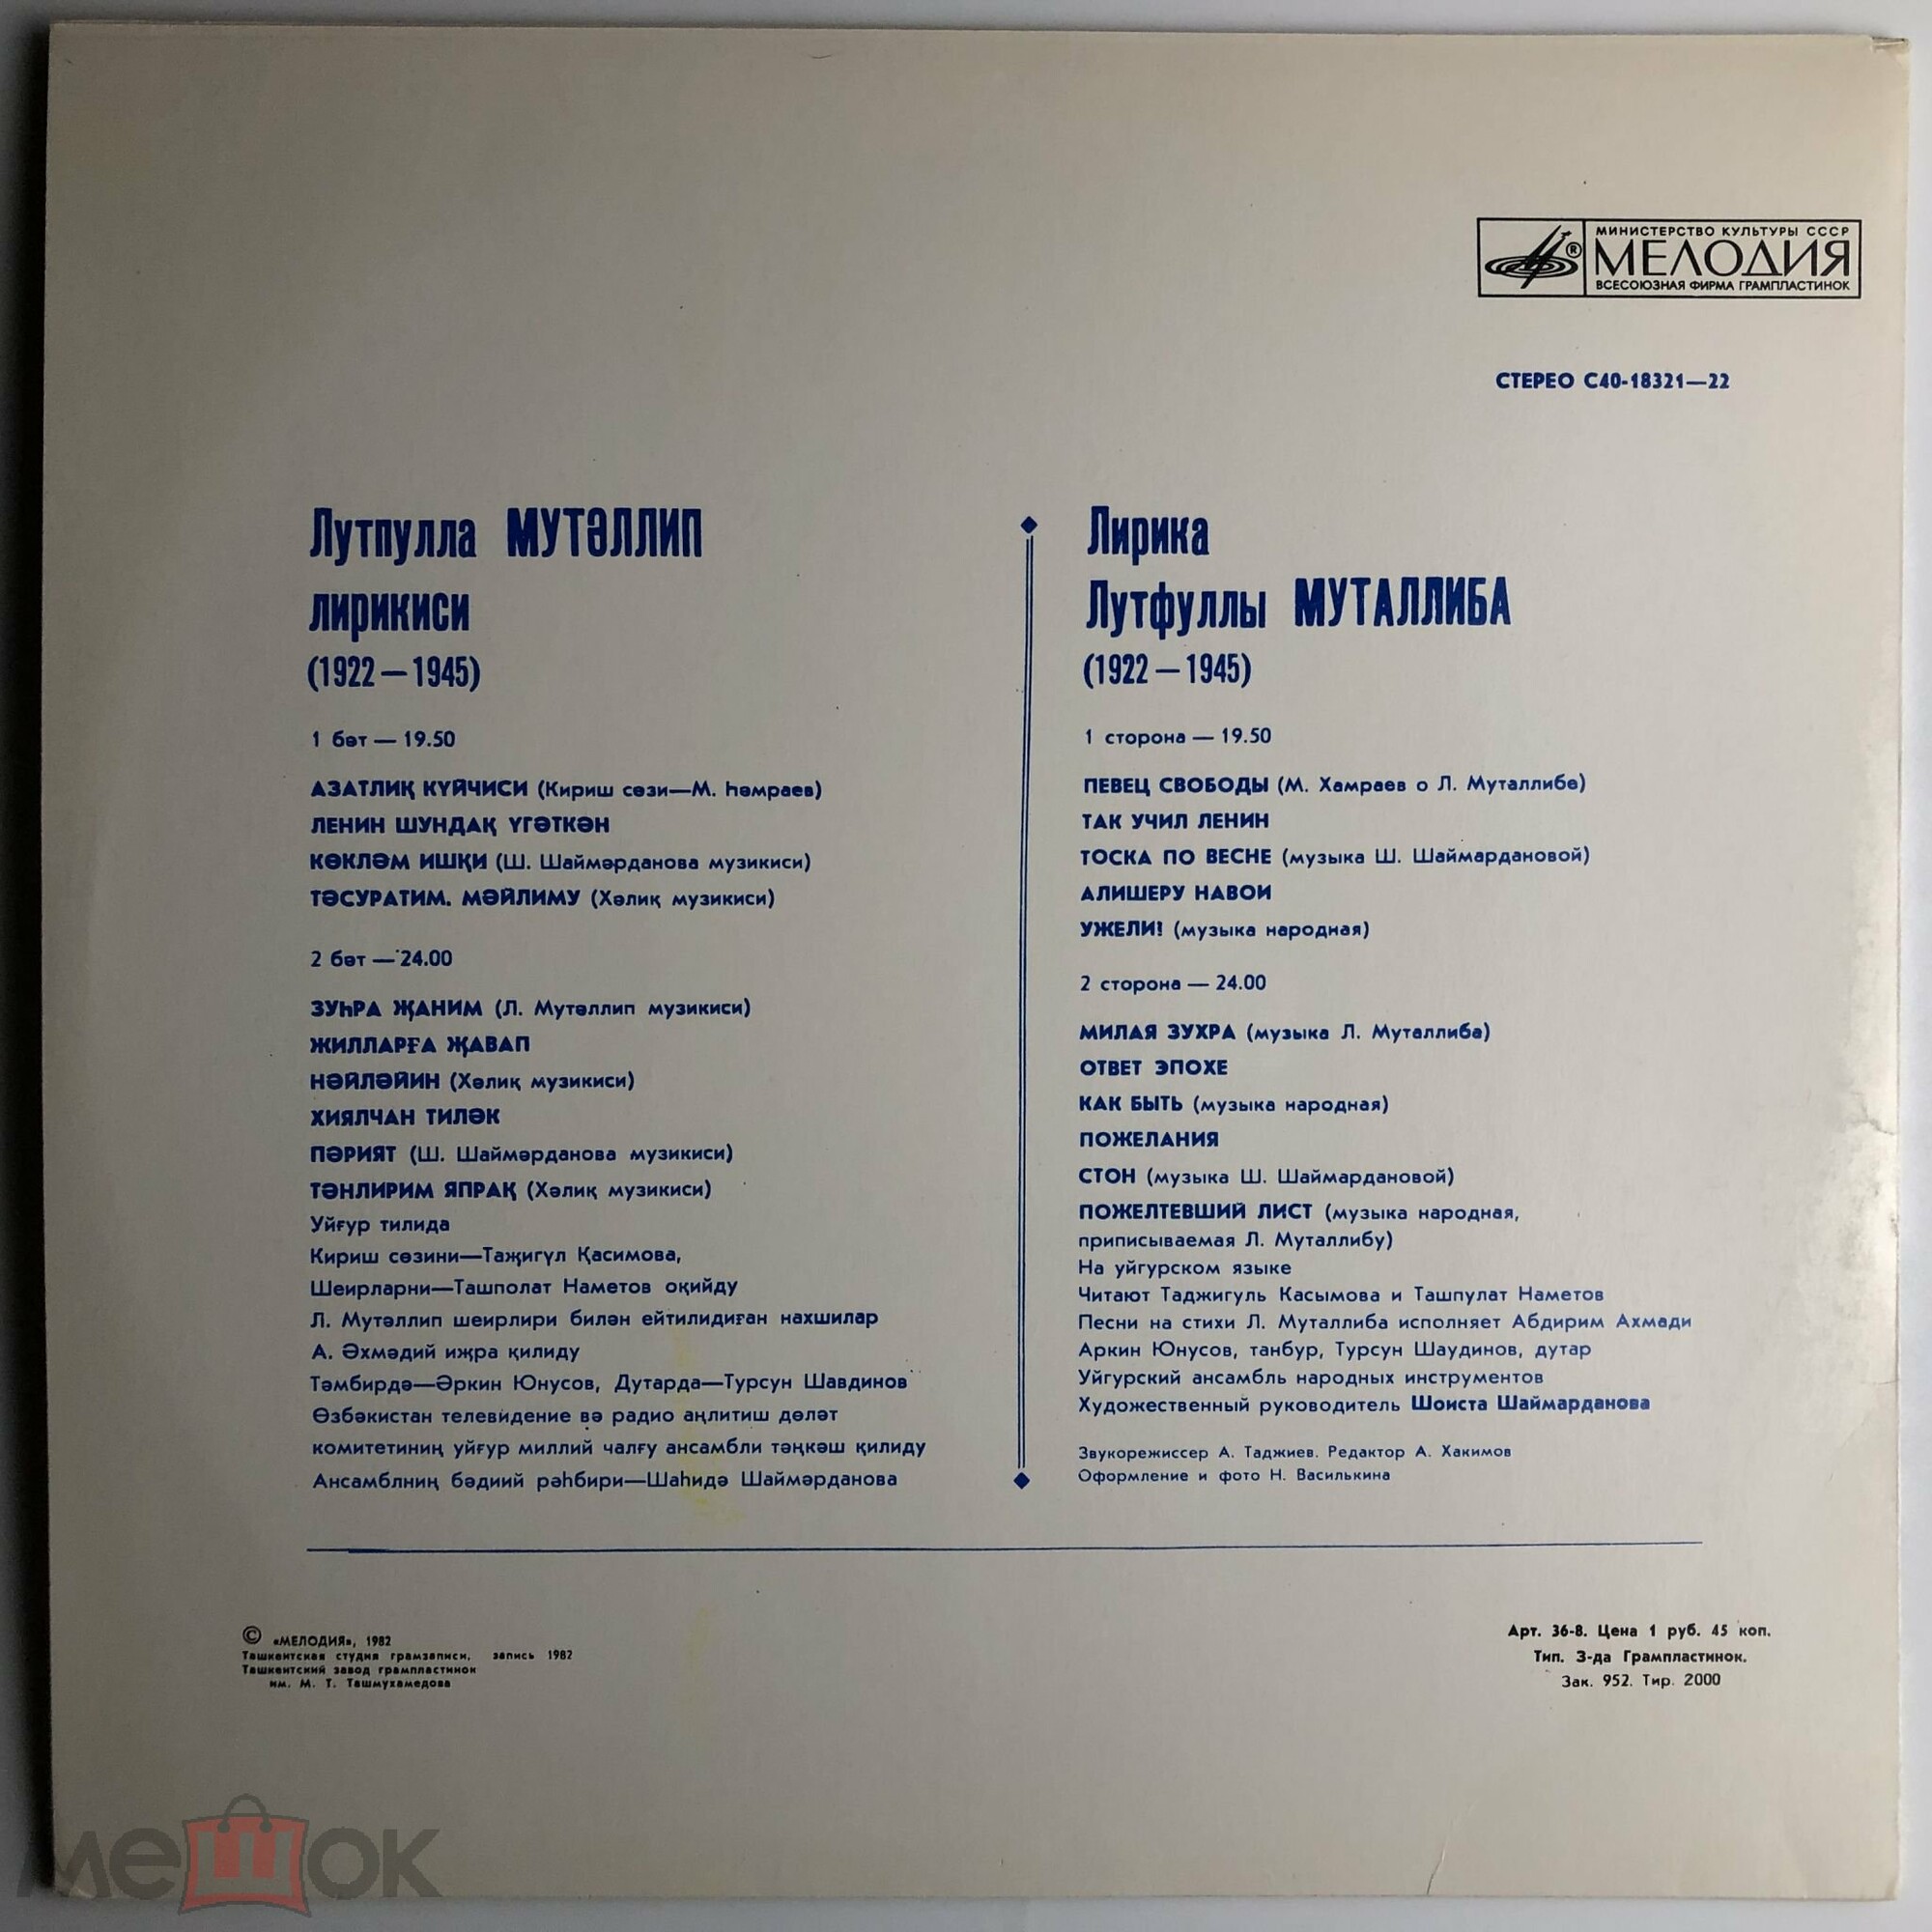 МИНИСТЕРСТВО КУЛЬТУРЫ СССР
МЕЛОДИЯ
ВСЕСОЮЗНАЯ ФИРМА ГРАМПЛАСТИНОК
СТЕРЕО С40-18321—22
Лутпулла МУТӘЛЛИП
лирикиси
(1922—1945)
1 бәт — 19.50
АЗАТЛИҚ КҮЙЧИСИ (Кириш сөзи—М. Һәмраев)
ЛЕНИН ШУНДАҚ ҮГӘТКӘН
КӨКЛӘМ ИШҚИ (Ш. Шаймәрданова музикиси)
ТӘСУРАТИМ. МӘЙЛИМУ (Хәлиқ музикиси)
2 бәт — 24.00
ЗУҺРА ҖАНИМ (Л. Мутәллип музикиси)
ЖИЛЛАРҒА ҖАВАП
НӘЙЛӘЙИН (Хәлиқ музикиси)
ХИЯЛЧАН ТИЛӘК
ПӘРИЯТ (Ш. Шаймәрданова музикиси)
ТӘНЛИРИМ ЯПРАҚ (Хәлиқ музикиси)
Уйғур тилида
Кириш сөзини—Таҗигүл Қасимова,
Шеирларни—Ташполат Наметов оқийду
Л. Мутәллип шеирлири билән ейтилидиған нахшилар
А. Әхмәдий иҗра қилиду
Тәмбирдә—Әркин Юнусов, Дутарда—Турсун Шавдинов
Өзбәкистан телевидение вә радио аңлитиш дөләт
комитетиниң уйғур миллий чалғу ансамбли тәңкәш қилиду
Ансамблниң бәдиий рәһбири—Шаһидә Шаймәрданова
Лирика
Лутфуллы МУТАЛЛИБА
(1922—1945)
1 сторона — 19.50
ПЕВЕЦ СВОБОДЫ (М. Хамраев о Л. Муталлибе)
ТАК УЧИЛ ЛЕНИН
ТОСКА ПО ВЕСНЕ (музыка Ш. Шаймардановой)
АЛИШЕРУ НАВОИ
УЖЕЛИ! (музыка народная)
2 сторона — 24.00
МИЛАЯ ЗУХРА (музыка Л. Муталлиба)
ОТВЕТ ЭПОХЕ
КАК БЫТЬ (музыка народная)
ПОЖЕЛАНИЯ
СТОН (музыка Ш. Шаймардановой)
ПОЖЕЛТЕВШИЙ ЛИСТ (музыка народная,
приписываемая Л. Муталлибу)
На уйгурском языке
Читают Таджигуль Касымова и Ташпулат Наметов
Песни на стихи Л. Муталлиба исполняет Абдирим Ахмади
Аркин Юнусов, танбур, Турсун Шаудинов, дутар
Уйгурский ансамбль народных инструментов
Художественный руководитель Шоиста Шаймарданова
Звукорежиссер А. Таджиев. Редактор А. Хакимов
Оформление и фото Н. Василькина
© «МЕЛОДИЯ», 1982
Ташкентская студия грамзаписи, запись 1982
Ташкентский завод грампластинок
им. М. Т. Ташмухамедова
Арт. 36-8. Цена 1 руб. 45 коп.
Тип. З-да Грампластинок.
Зак. 952. Тир. 2000
мешок